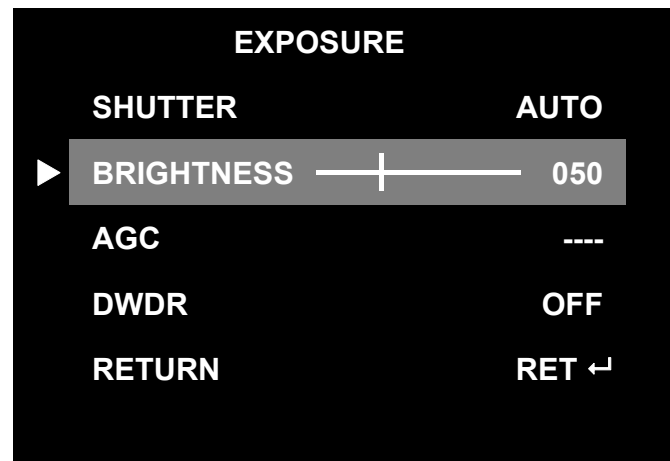 EXPOSURE
SHUTTER AUTO
BRIGHTNESS 050
AGC ----
DWDR OFF
RETURN RET ↵